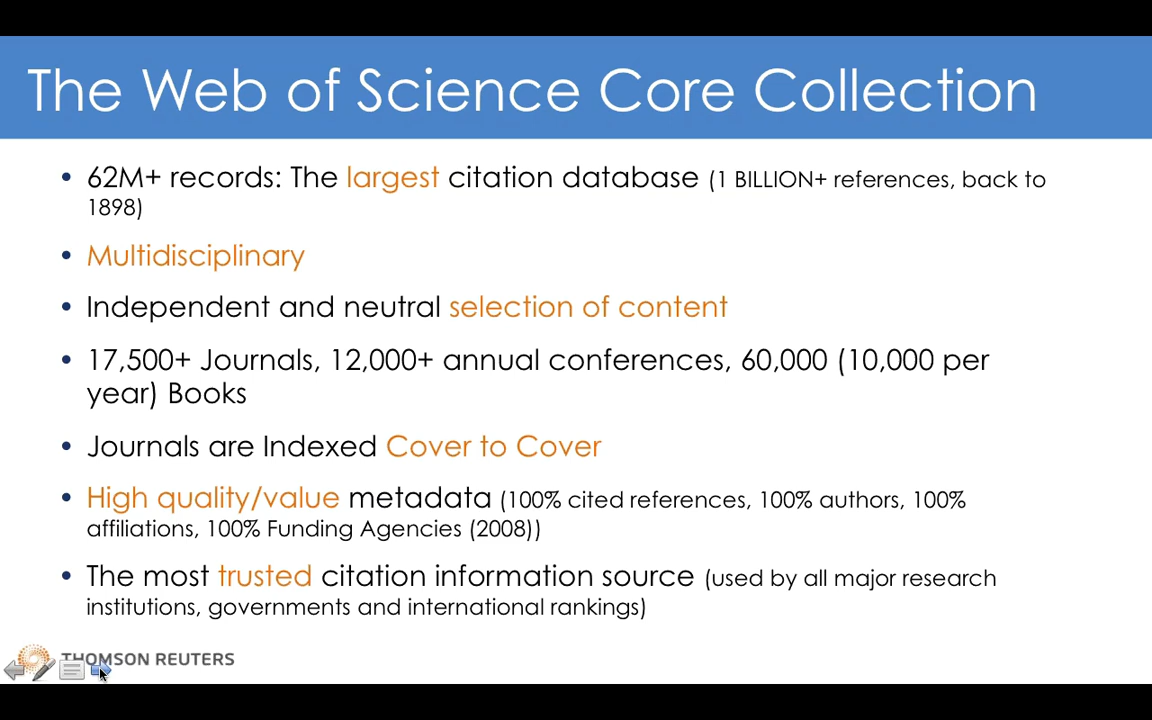 The Web of Science Core Collection
• 62M+ records: The largest citation database (1 BILLION+ references, back to
1898)
• Multidisciplinary
• Independent and neutral selection of content
• 17,500+ Journals, 12,000+ annual conferences, 60,000 (10,000 per
year) Books
• Journals are Indexed Cover to Cover
• High quality/value metadata (100% cited references, 100% authors, 100%
affiliations, 100% Funding Agencies (2008))
• The most trusted citation information source (used by all major research
institutions, governments and international rankings)
THOMSON REUTERS